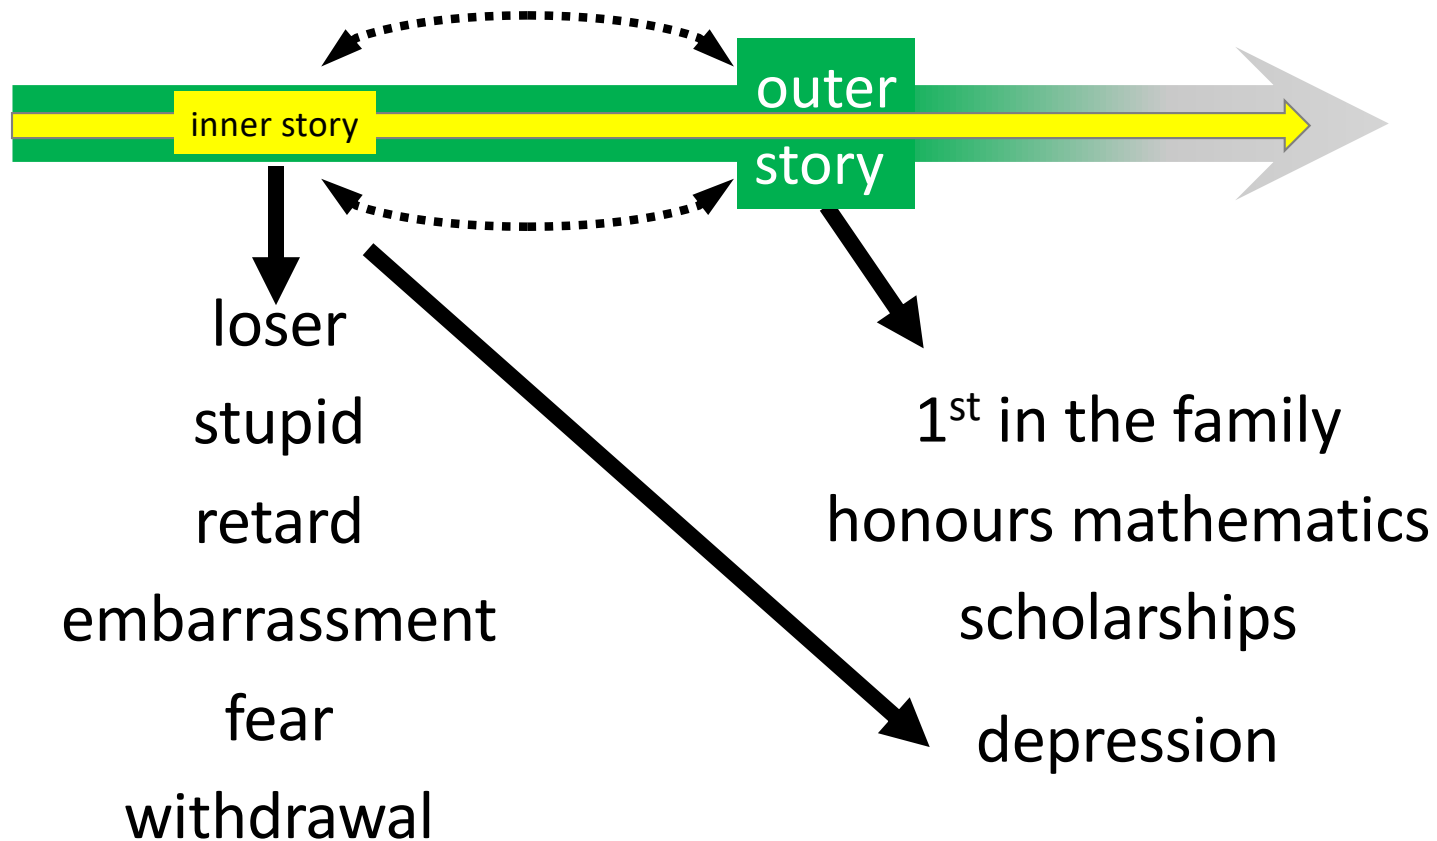 inner story
outer
story
loser
stupid
retard
embarrassment
fear
withdrawal
1st in the family
honours mathematics
scholarships
depression